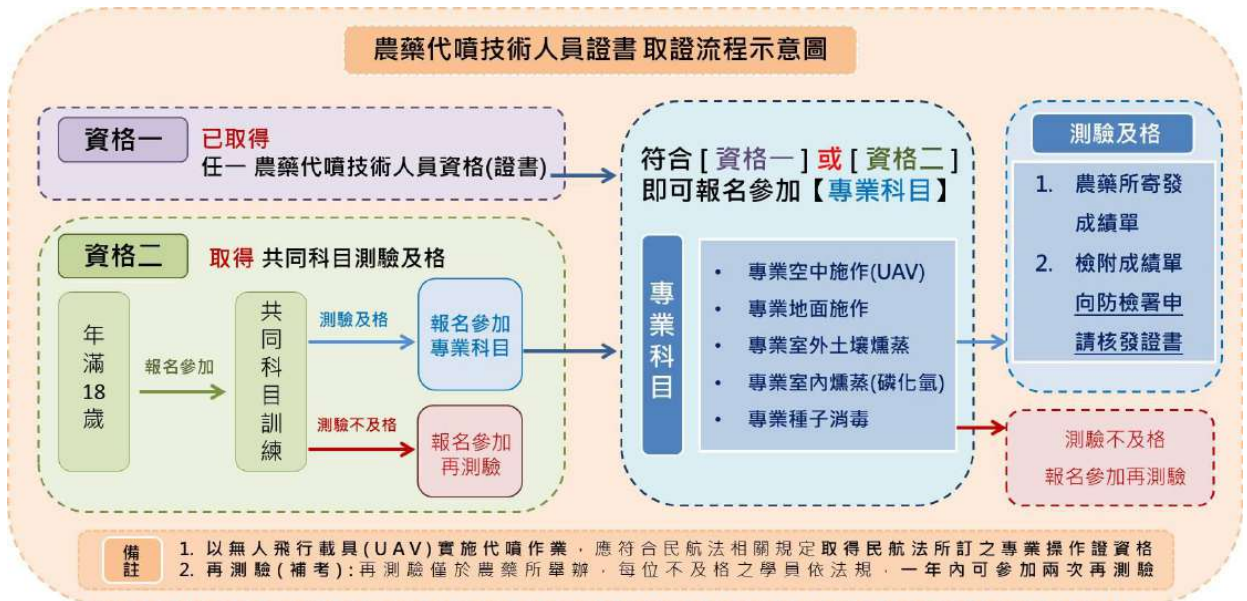 農藥代噴技術人員證書 取證流程示意圖
資格一
已取得
任一 農藥代噴技術人員資格(證書)
資格二
取得 共同科目測驗及格
年滿18歲
報名參加
共同科目訓練
測驗及格
報名參加
專業科目
測驗不及格
報名參加
再測驗
符合[資格一]或[資格二]
即可報名參加【專業科目】
專業科目
• 專業空中施作(UAV)
• 專業地面施作
• 專業室外土壤燻蒸
• 專業室內燻蒸(磷化氫)
• 專業種子消毒
測驗及格
1. 農藥所寄發
成績單
2. 檢附成績單
向防檢署申
請核發證書
測驗不及格
報名參加再測驗
備註
1. 以無人飛行載具(UAV)實施代噴作業，應符合民航法相關規定取得民航法所訂之專業操作證資格
2. 再測驗(補考):再測驗僅於農藥所舉辦，每位不及格之學員依法規，一年內可參加兩次再測驗